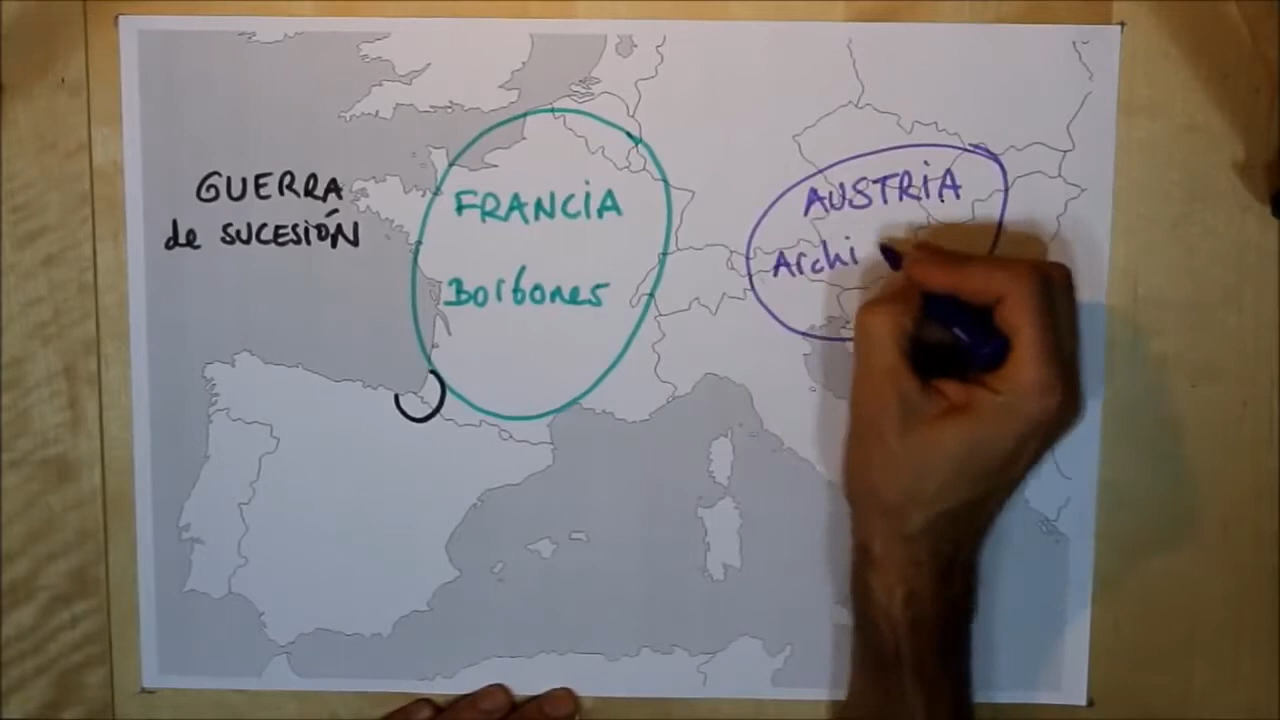 GUERRA
de SUCESIÓN
FRANCIA
Borbones
AUSTRIA
Archi